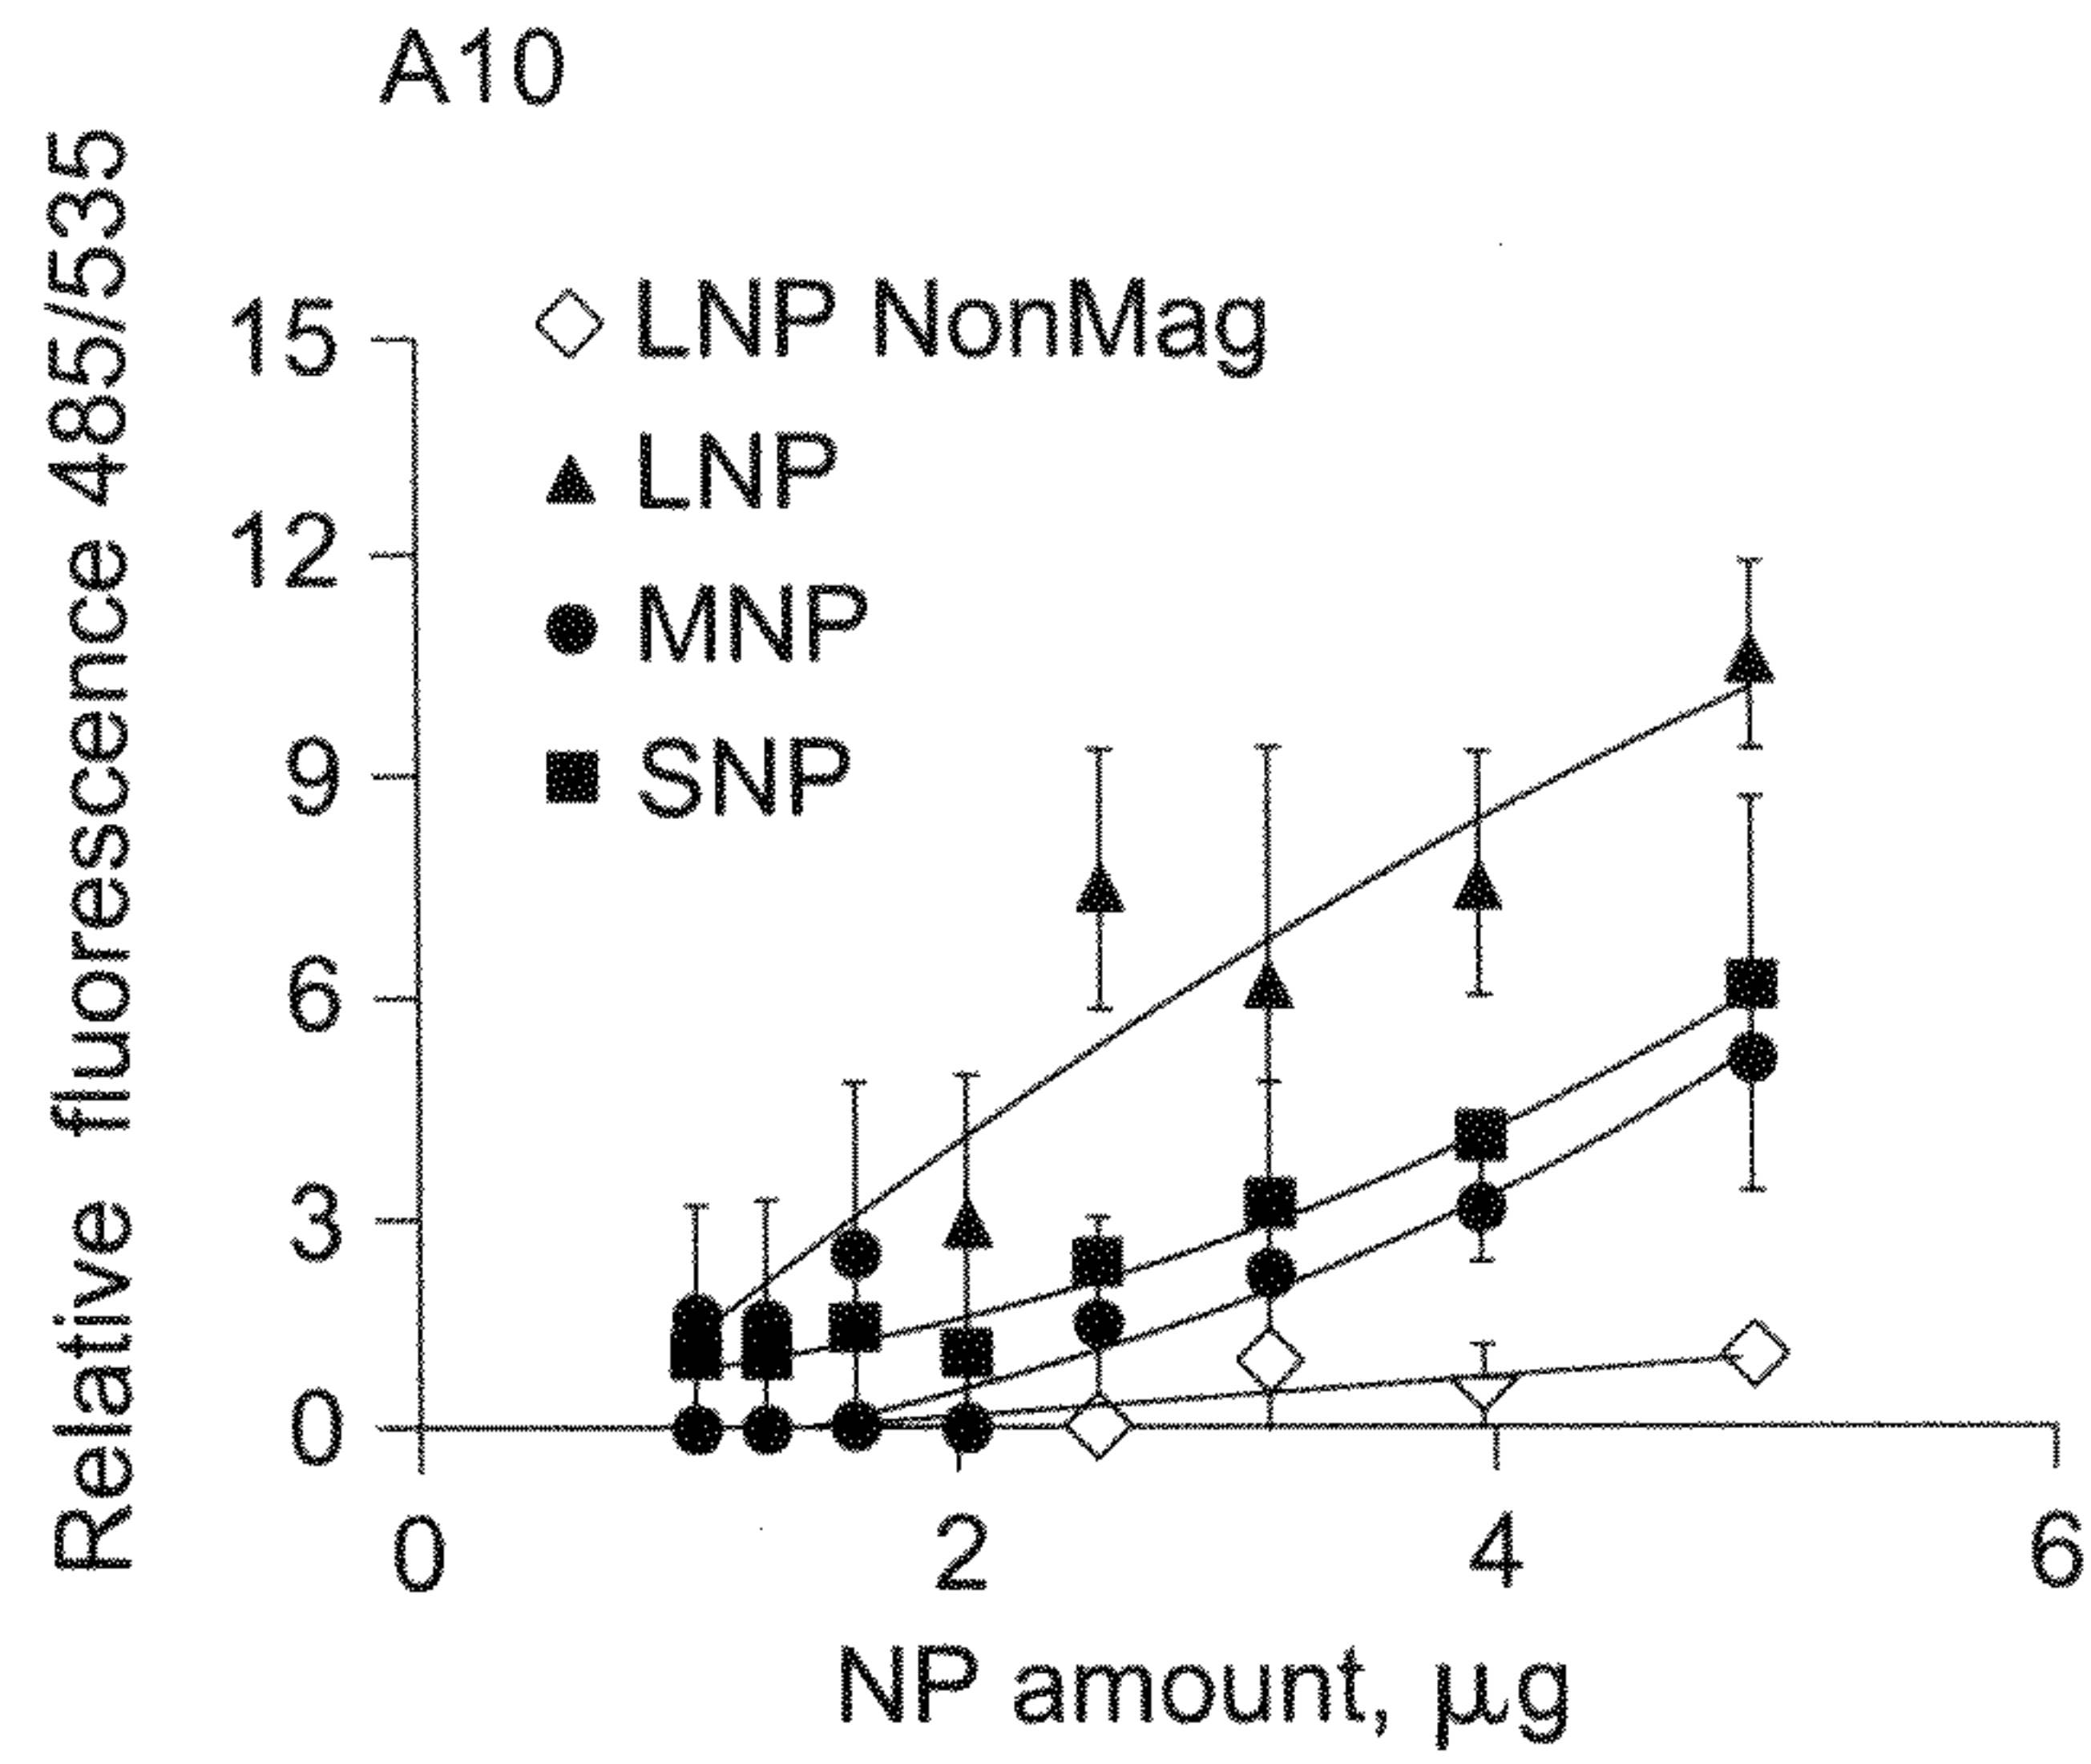 A10
Relative fluorescence 485/535
15
12
9
6
3
0
LNP NonMag
LNP
MNP
SNP
0 2 4 6
NP amount, μg